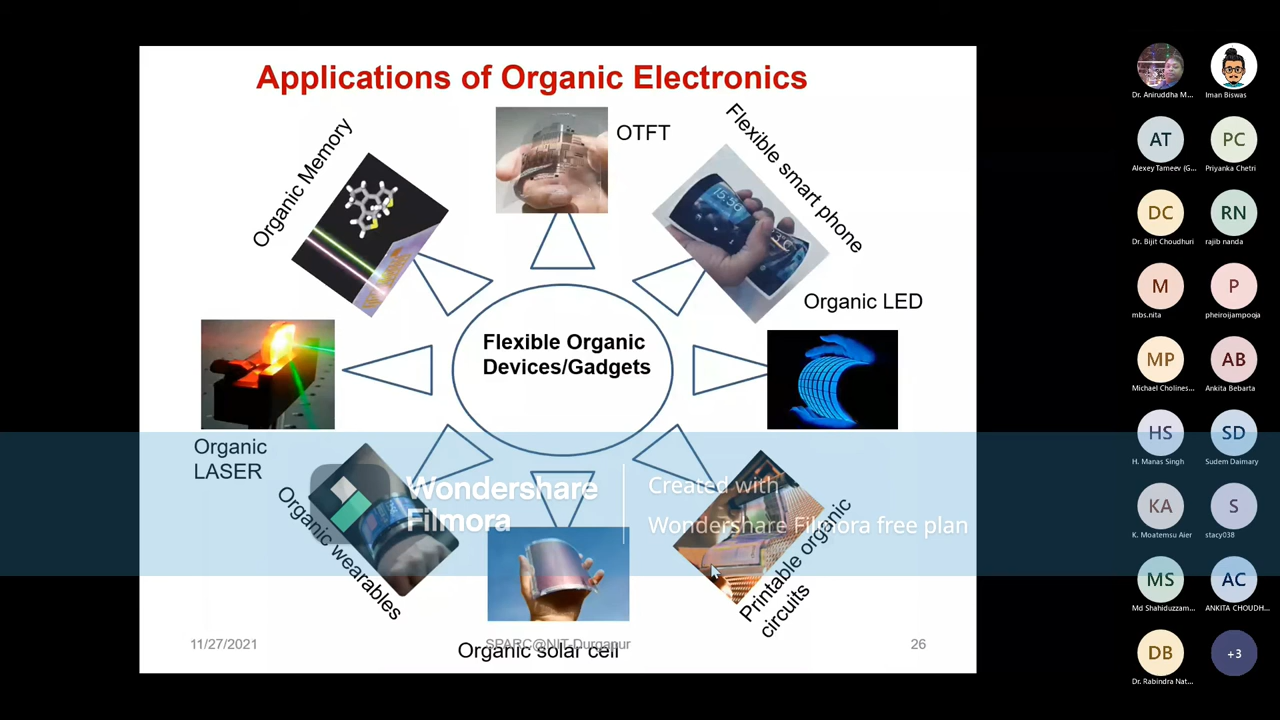 Applications of Organic Electronics
Organic Memory
OTFT
Flexible smart phone
15:56
Organic LED
Flexible Organic
Devices/Gadgets
Organic
LASER
Organic wearables
Wondershare
Filmora
Created with
Wondershare Filmora free plan
Printable organic
circuits
11/27/2021
SPARC@NIT-Durgapur
Organic solar cell
26
Dr. Aniruddha M...
Iman Biswas
AT
Alexey Tameev (G...
PC
Priyanka Chetri
DC
Dr. Bijit Choudhuri
RN
rajib nanda
M
mbs.nita
P
pheiroijampooja
MP
Michael Cholines...
AB
Ankita Bebarta
HS
H. Manas Singh
SD
Sudem Daimary
KA
K. Moatemsu Aier
S
stacy038
MS
Md Shahiduzzam...
AC
ANKITA CHOUDH...
DB
Dr. Rabindra Nat...
+3